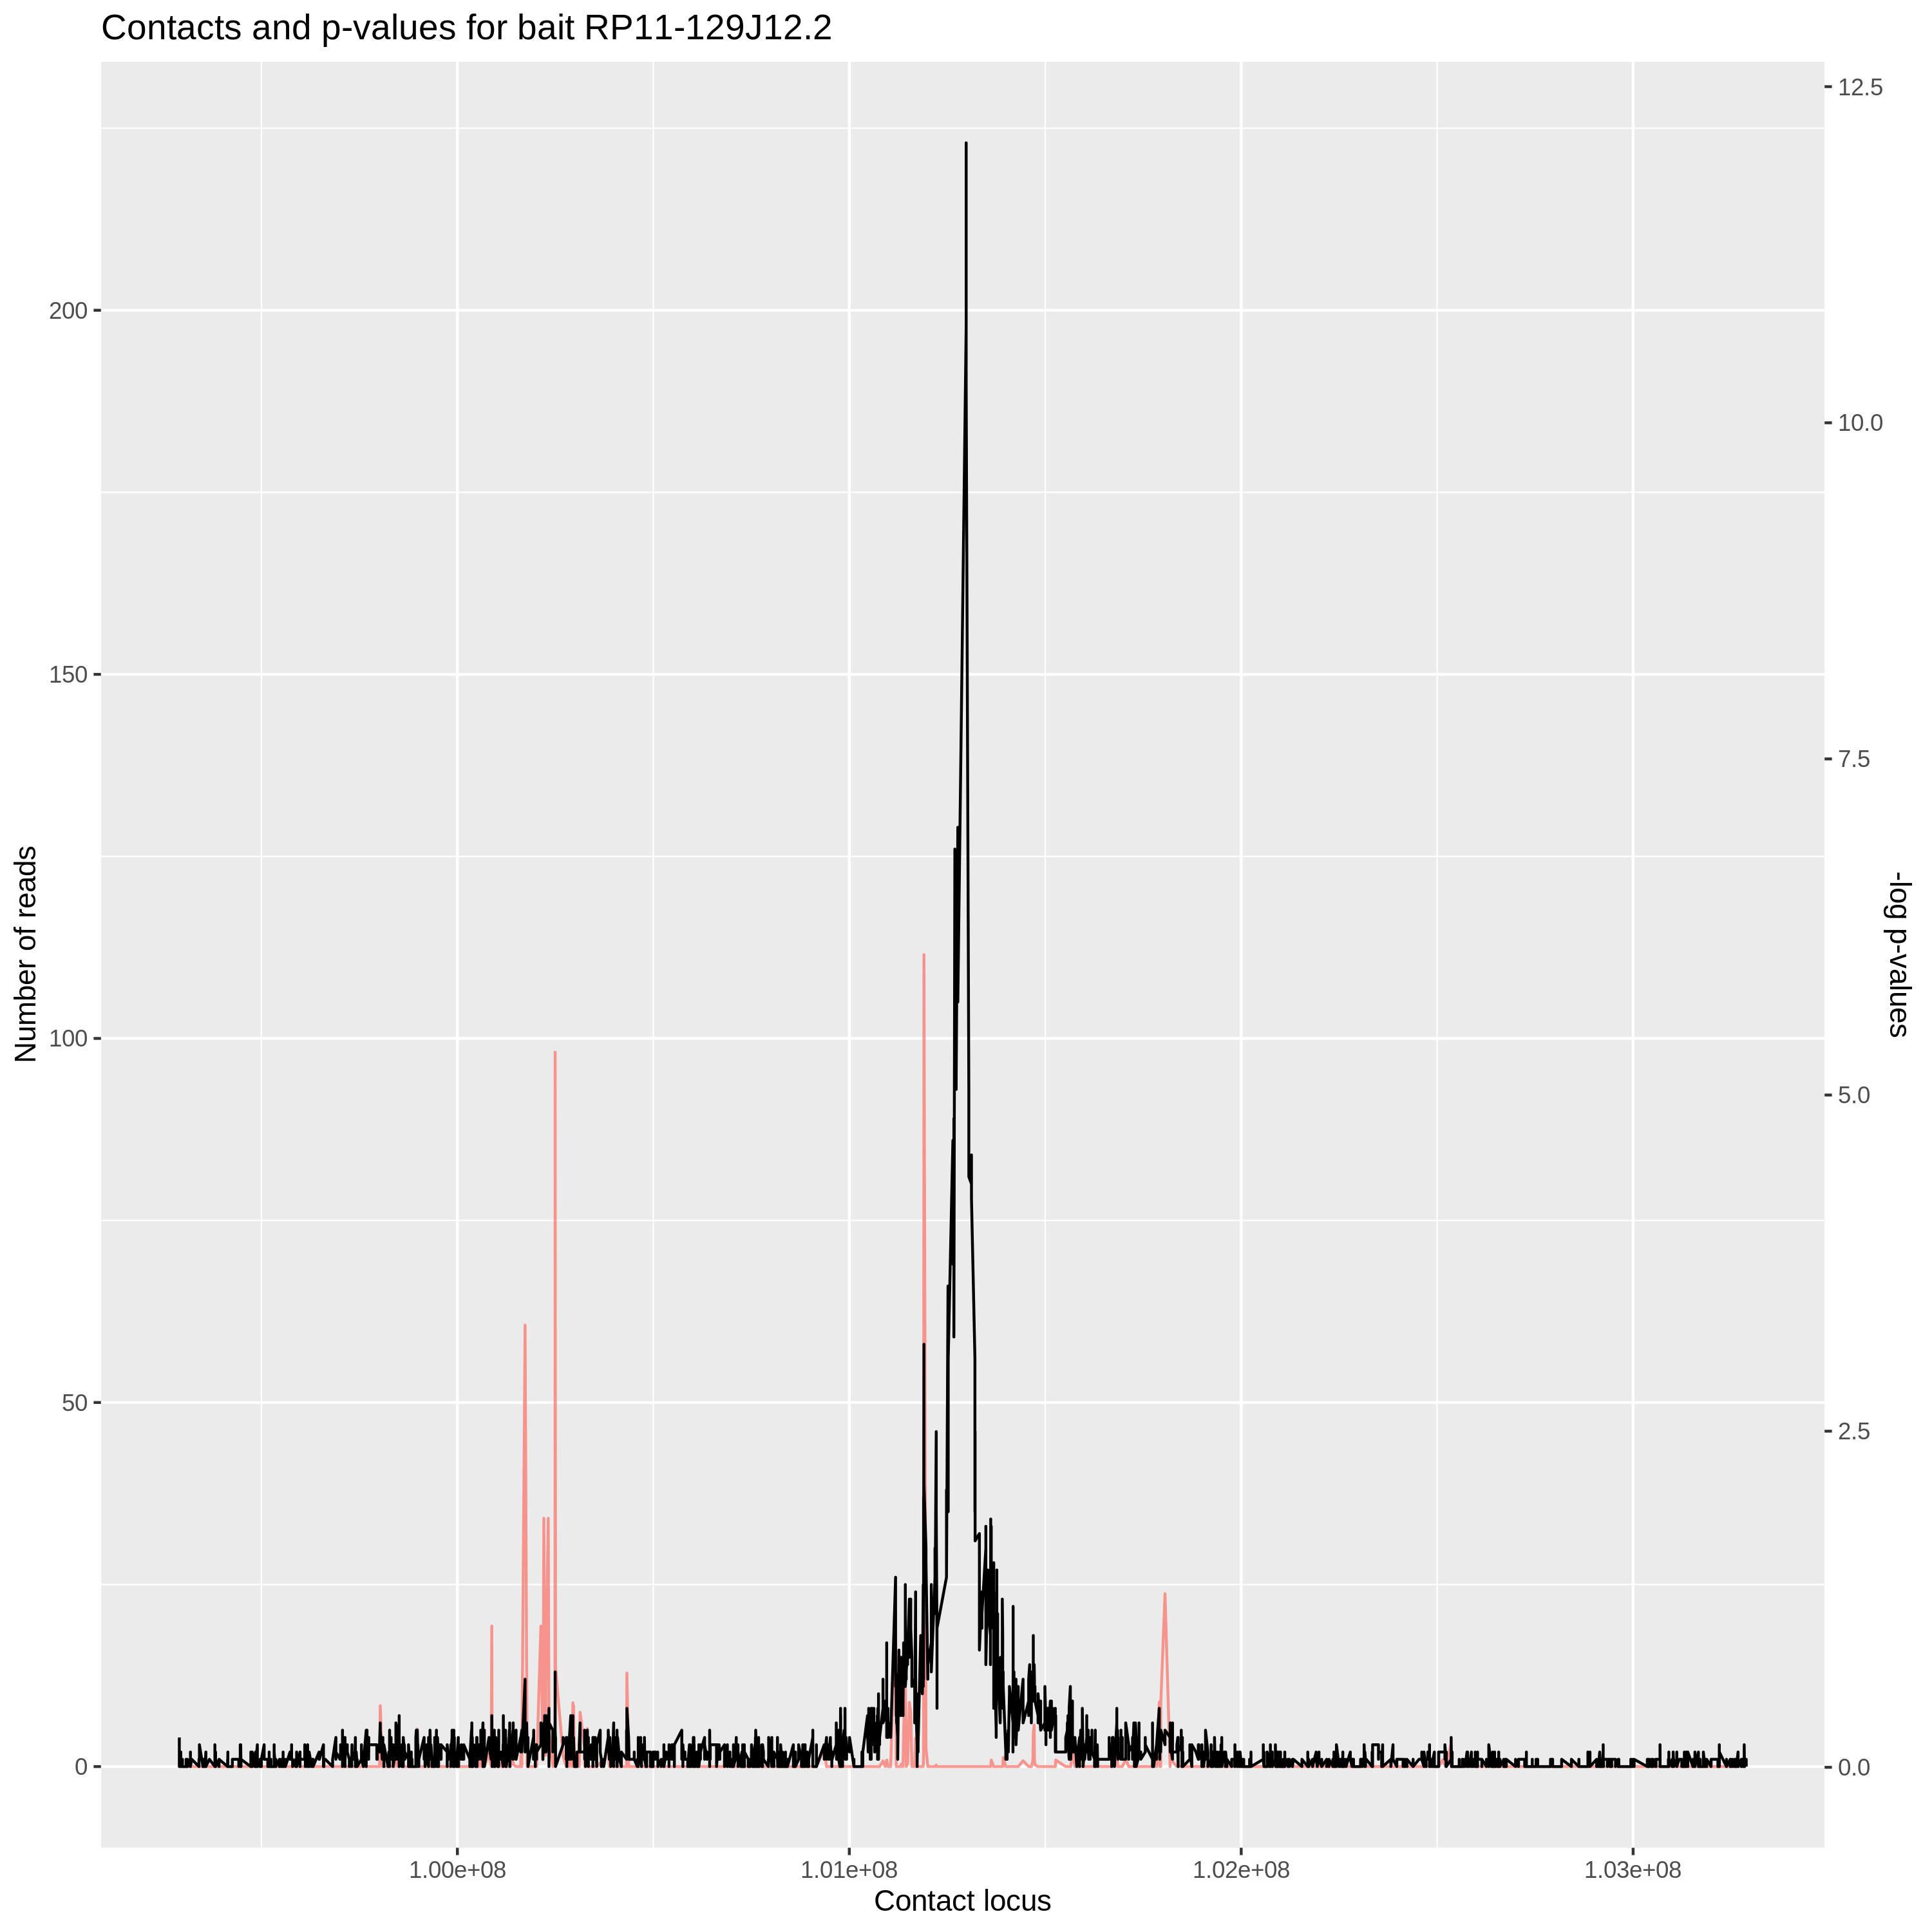 Contacts and p-values for bait RP11-129J12.2
12.5
200
10.0
150
7.5
Number of reads
-log p-values
100
5.0
50
2.5
0
0.0
1.00e+08 1.01e+08 1.02e+08 1.03e+08
Contact locus